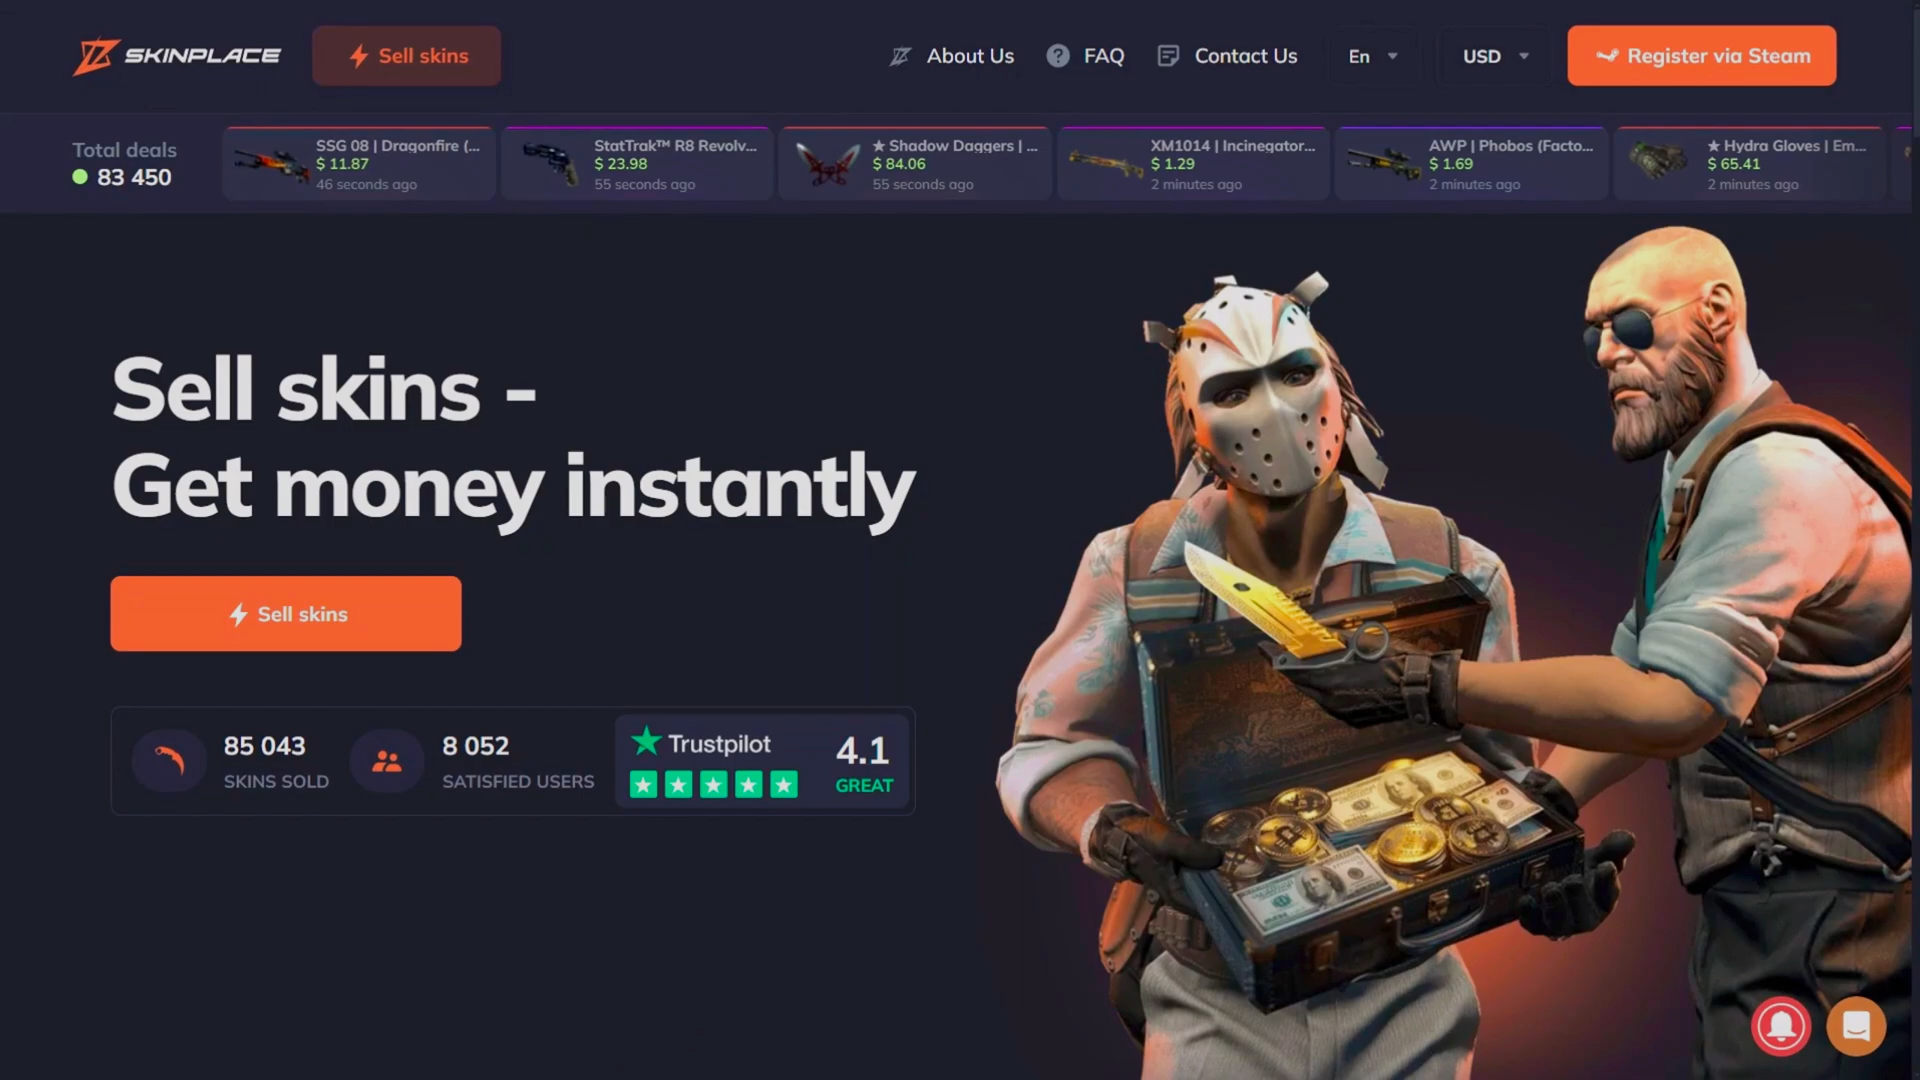 SKINPLACE
Sell skins
About Us
FAQ
Contact Us
En
USD
Register via Steam
Total deals
83 450
SSG 08 | Dragonfire (...
$ 11.87
46 seconds ago
StatTrak™ R8 Revolv...
$ 23.98
55 seconds ago
★ Shadow Daggers | ...
$ 84.06
55 seconds ago
XM1014 | Incinegator...
$ 1.29
2 minutes ago
AWP | Phobos (Facto...
$ 1.69
2 minutes ago
★ Hydra Gloves | Em...
$ 65.41
2 minutes ago
Sell skins -
Get money instantly
Sell skins
85 043
SKINS SOLD
8 052
SATISFIED USERS
Trustpilot
4.1
GREAT